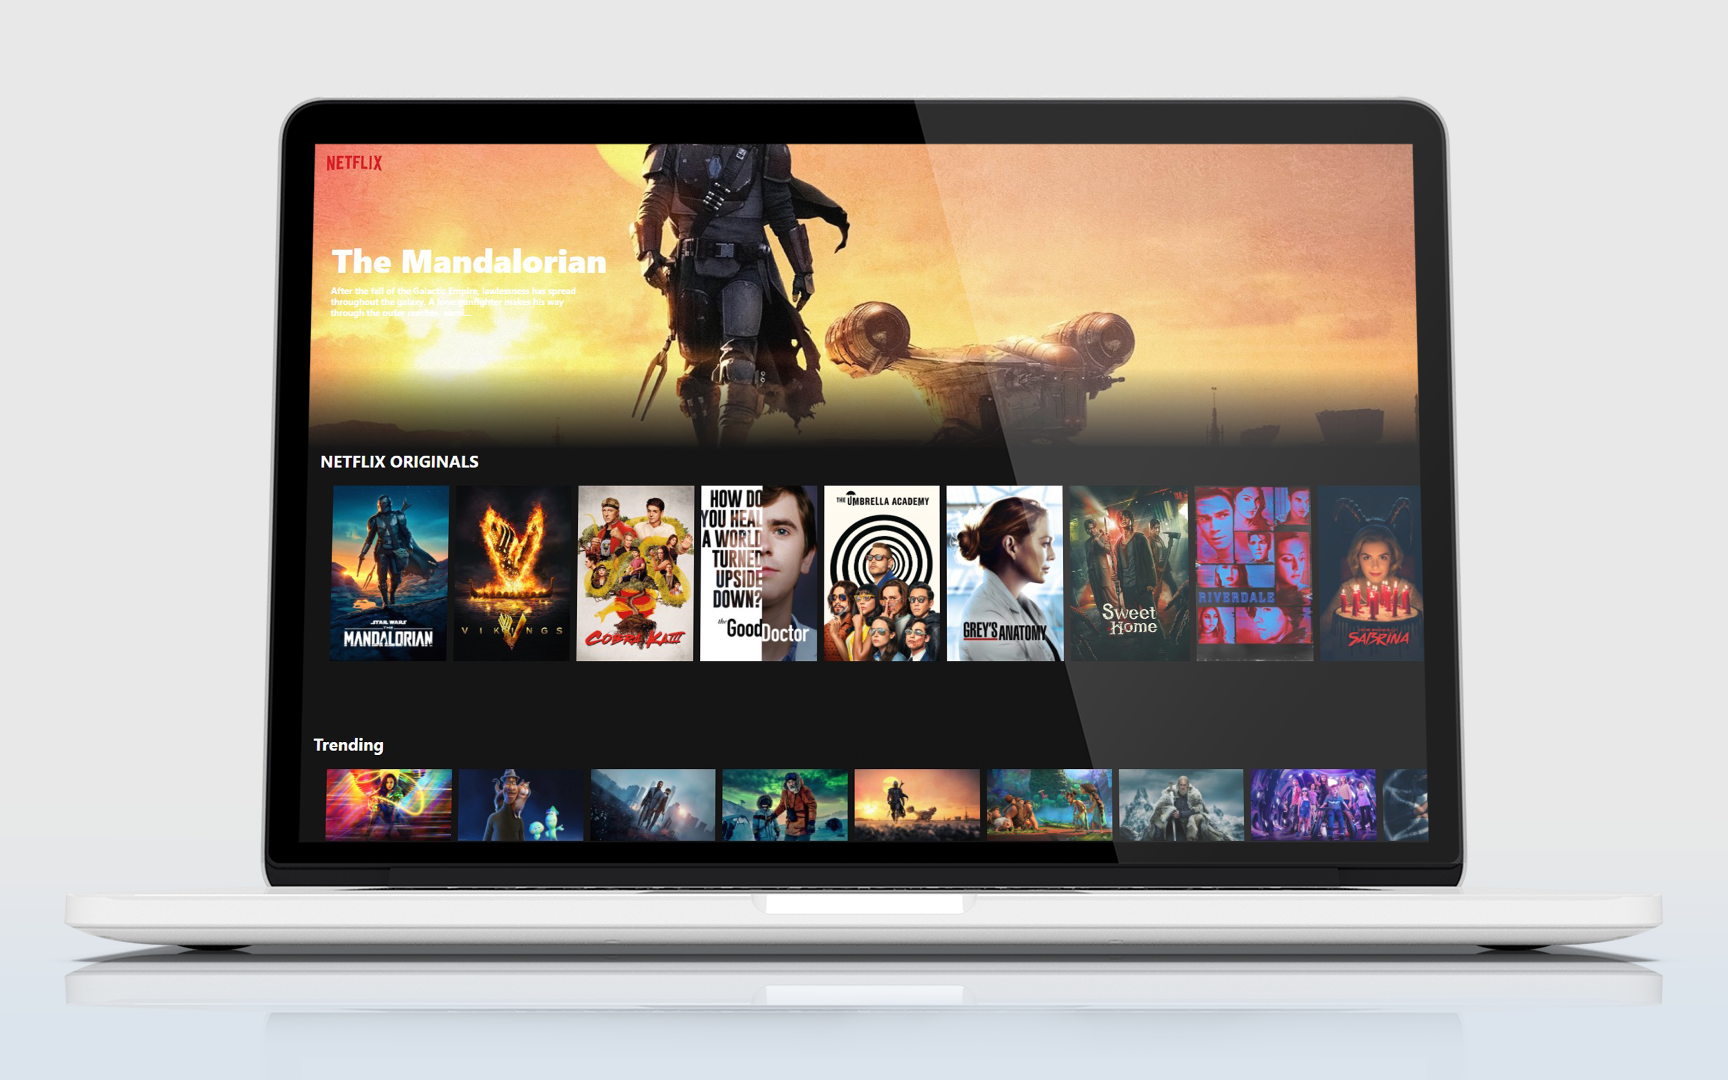 NETFLIX
The Mandalorian
After the fall of the Galactic Empire, lawlessness has spread
throughout the galaxy. A lone gunfighter makes his way
through the outer reaches, earni...
NETFLIX ORIGINALS
STAR WARS
THE
MANDALORIAN
VIKINGS
COBRA KAI
HOW DO
YOU HEAL
A WORLD
TURNED
UPSIDE
DOWN?
the Good Doctor
THE UMBRELLA ACADEMY
GREY'S ANATOMY
Sweet
Home
RIVERDALE
SABRINA
Trending